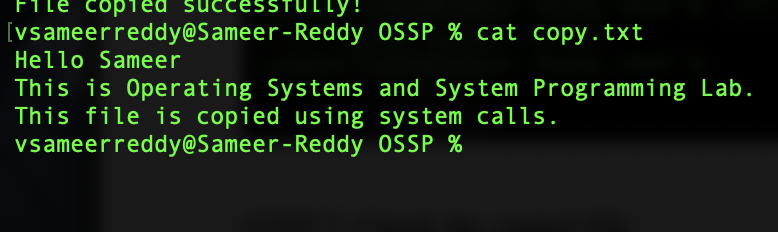 File copied successfully!
[vsameerreddy@Sameer-Reddy OSSP % cat copy.txt
Hello Sameer
This is Operating Systems and System Programming Lab.
This file is copied using system calls.
vsameerreddy@Sameer-Reddy OSSP %